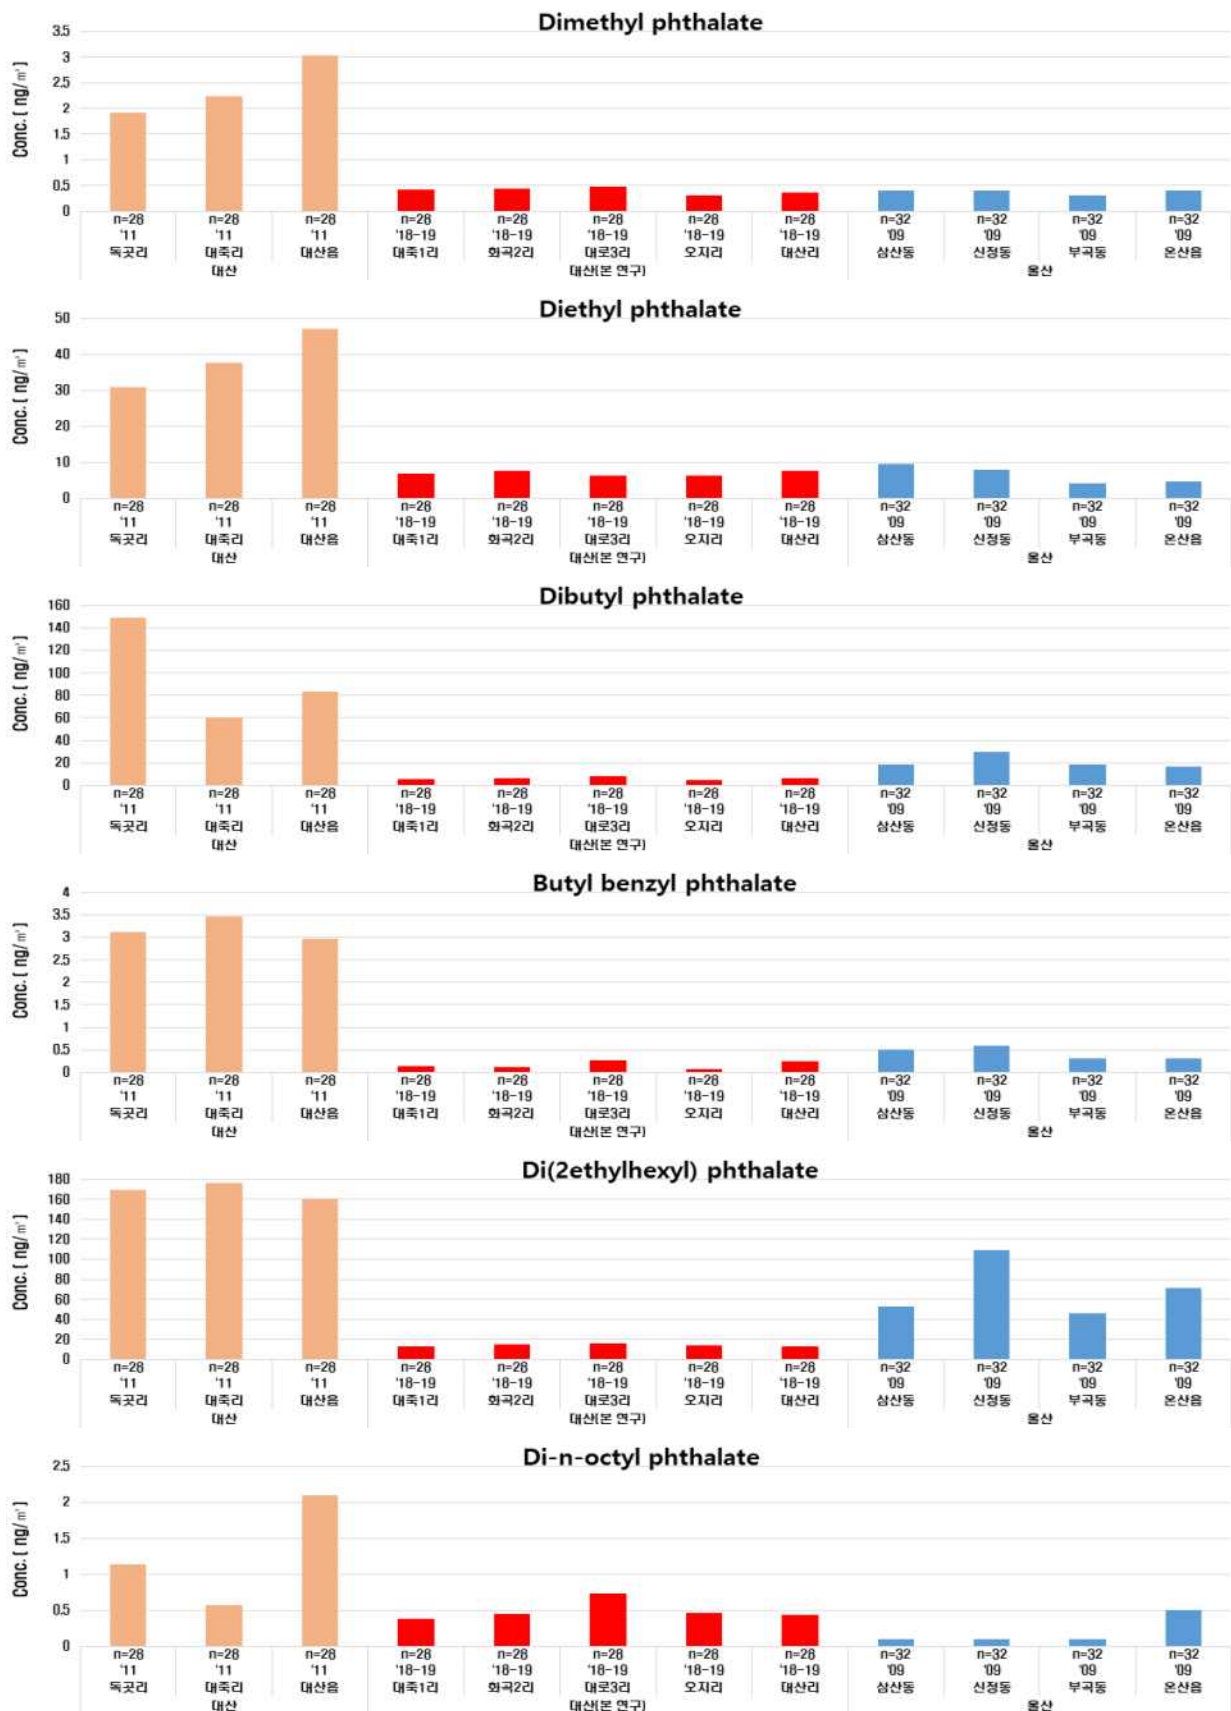 Dimethyl phthalate
Conc. [ ng/㎥ ]
3.5
3
2.5
2
1.5
1
0.5
0
n=28 n=28 n=28 n=28 n=28 n=28 n=28 n=28 n=32 n=32 n=32 n=32
'11 '11 '11 '18-19 '18-19 '18-19 '18-19 '18-19 '09 '09 '09 '09
독곳리 대죽리 대산읍 대죽1리 화곡2리 대로3리 오지리 대산리 삼산동 신정동 부곡동 온산읍
대산 대산(본 연구) 울산
Diethyl phthalate
Conc. [ ng/㎥ ]
50
40
30
20
10
0
n=28 n=28 n=28 n=28 n=28 n=28 n=28 n=28 n=32 n=32 n=32 n=32
'11 '11 '11 '18-19 '18-19 '18-19 '18-19 '18-19 '09 '09 '09 '09
독곳리 대죽리 대산읍 대죽1리 화곡2리 대로3리 오지리 대산리 삼산동 신정동 부곡동 온산읍
대산 대산(본 연구) 울산
Dibutyl phthalate
Conc. [ ng/㎥ ]
160
140
120
100
80
60
40
20
0
n=28 n=28 n=28 n=28 n=28 n=28 n=28 n=28 n=32 n=32 n=32 n=32
'11 '11 '11 '18-19 '18-19 '18-19 '18-19 '18-19 '09 '09 '09 '09
독곳리 대죽리 대산읍 대죽1리 화곡2리 대로3리 오지리 대산리 삼산동 신정동 부곡동 온산읍
대산 대산(본 연구) 울산
Butyl benzyl phthalate
Conc. [ ng/㎥ ]
4
3.5
3
2.5
2
1.5
1
0.5
0
n=28 n=28 n=28 n=28 n=28 n=28 n=28 n=28 n=32 n=32 n=32 n=32
'11 '11 '11 '18-19 '18-19 '18-19 '18-19 '18-19 '09 '09 '09 '09
독곳리 대죽리 대산읍 대죽1리 화곡2리 대로3리 오지리 대산리 삼산동 신정동 부곡동 온산읍
대산 대산(본 연구) 울산
Di(2ethylhexyl) phthalate
Conc. [ ng/㎥ ]
180
160
140
120
100
80
60
40
20
0
n=28 n=28 n=28 n=28 n=28 n=28 n=28 n=28 n=32 n=32 n=32 n=32
'11 '11 '11 '18-19 '18-19 '18-19 '18-19 '18-19 '09 '09 '09 '09
독곳리 대죽리 대산읍 대죽1리 화곡2리 대로3리 오지리 대산리 삼산동 신정동 부곡동 온산읍
대산 대산(본 연구) 울산
Di-n-octyl phthalate
Conc. [ ng/㎥ ]
2.5
2
1.5
1
0.5
0
n=28 n=28 n=28 n=28 n=28 n=28 n=28 n=28 n=32 n=32 n=32 n=32
'11 '11 '11 '18-19 '18-19 '18-19 '18-19 '18-19 '09 '09 '09 '09
독곳리 대죽리 대산읍 대죽1리 화곡2리 대로3리 오지리 대산리 삼산동 신정동 부곡동 온산읍
대산 대산(본 연구) 울산